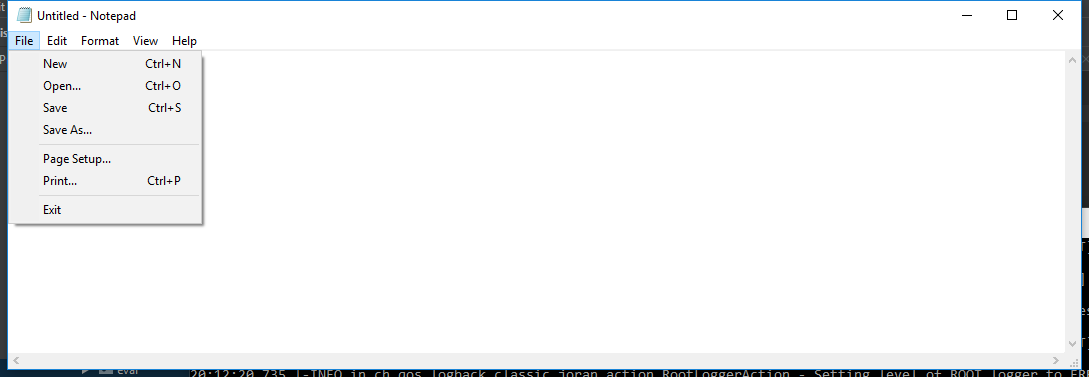 Untitled - Notepad
File Edit Format View Help
New Ctrl+N
Open... Ctrl+O
Save Ctrl+S
Save As...
Page Setup...
Print... Ctrl+P
Exit
eval
20:12:20,735 |-INFO in ch.qos.logback.classic.joran.action.RootLoggerAction - Setting level of ROOT logger to